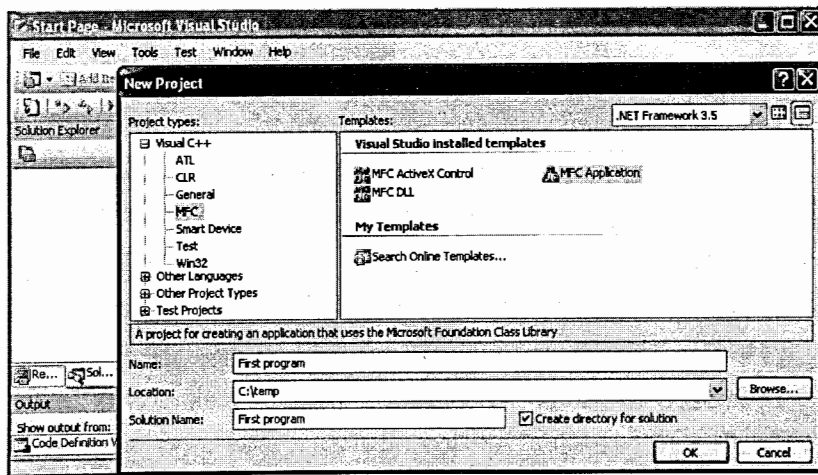 Start Page - Microsoft Visual Studio
File Edit View Tools Test Window Help
New Project
Project types:
Templates:
.NET Framework 3.5
Solution Explorer
Visual C++
ATL
CLR
General
MFC
Smart Device
Test
Win32
Other Languages
Other Project Types
Test Projects
Visual Studio installed templates
MFC ActiveX Control
MFC Application
MFC DLL
My Templates
Search Online Templates...
A project for creating an application that uses the Microsoft Foundation Class Library
Name:
First program
Location:
C:\temp
Browse...
Solution Name:
First program
Create directory for solution
OK
Cancel
Re...
Sol...
Output
Show output from:
Code Definition V